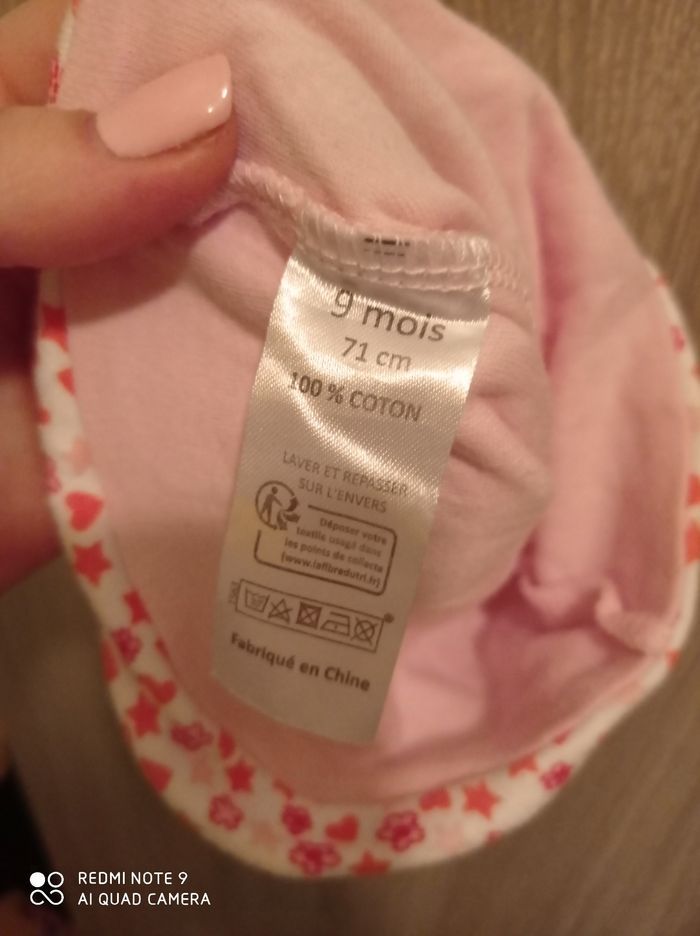 9 mois
71 cm
100 % COTON
LAVER ET REPASSER
SUR L'ENVERS
Déposer votre
textile usagé dans
les points de collecte
(www.lafibredutri.fr)
Fabriqué en Chine
REDMI NOTE 9
AI QUAD CAMERA